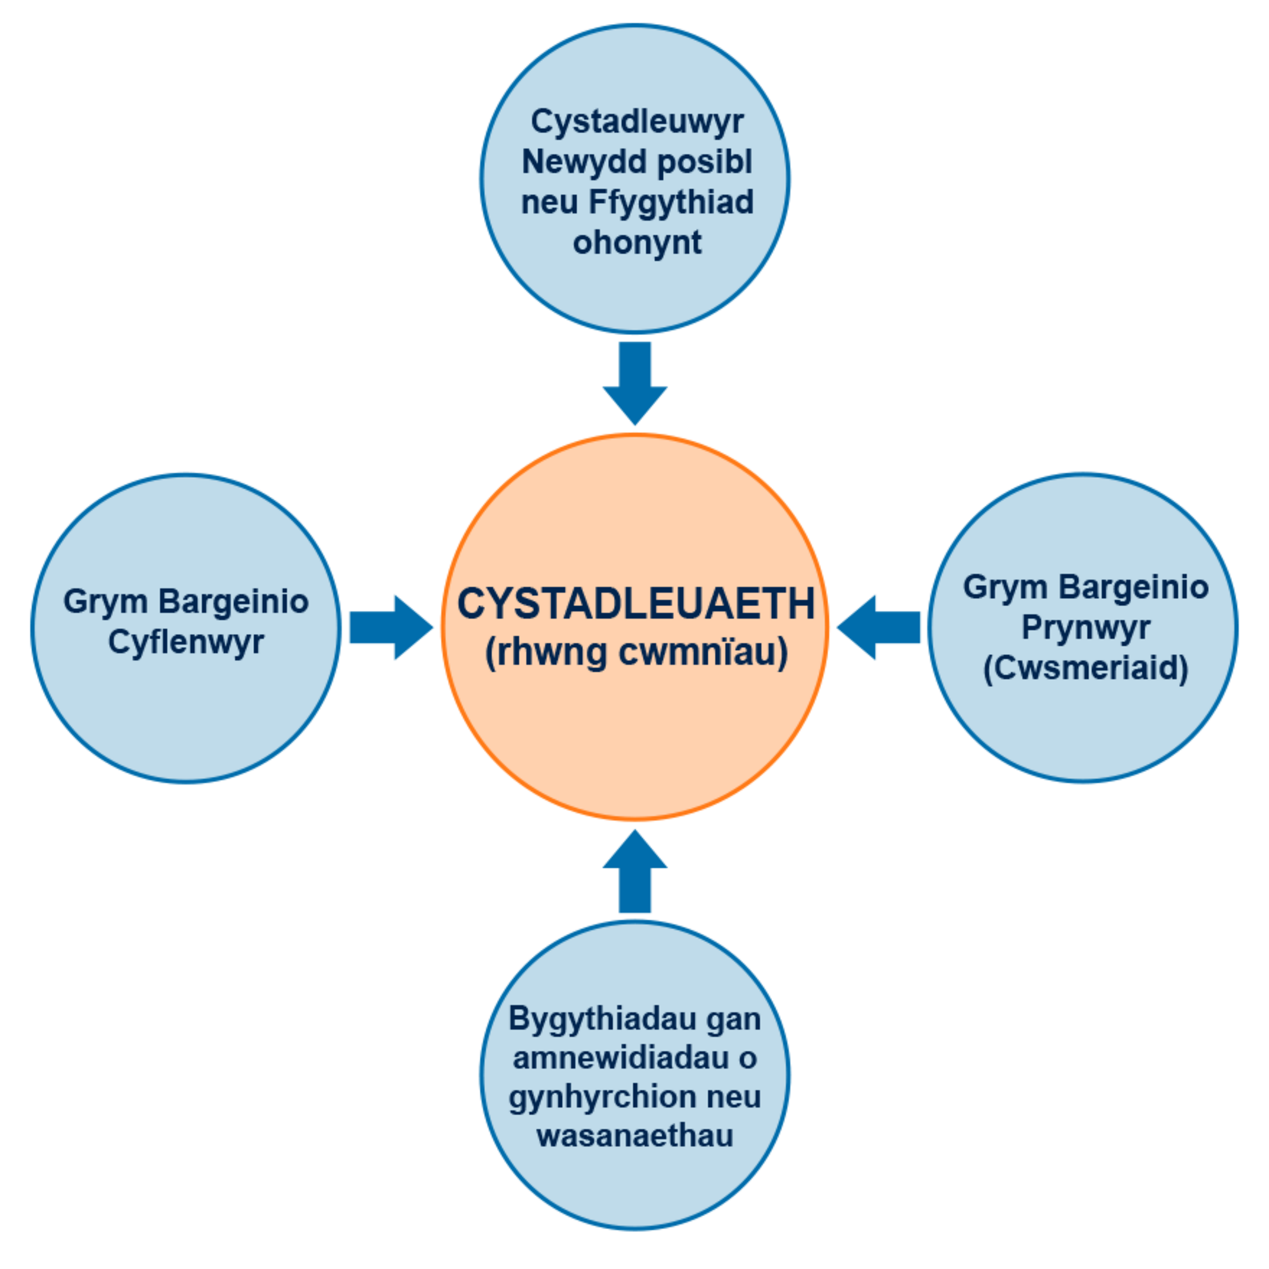 Cystadleuwyr
Newydd posibl
neu Ffygythiad
ohonynt
Grym Bargeinio
Cyflenwyr
CYSTADLEUAETH
(rhwng cwmnïau)
Grym Bargeinio
Prynwyr
(Cwsmeriaid)
Bygythiadau gan
amnewidiadau o
gynhyrchion neu
wasanaethau